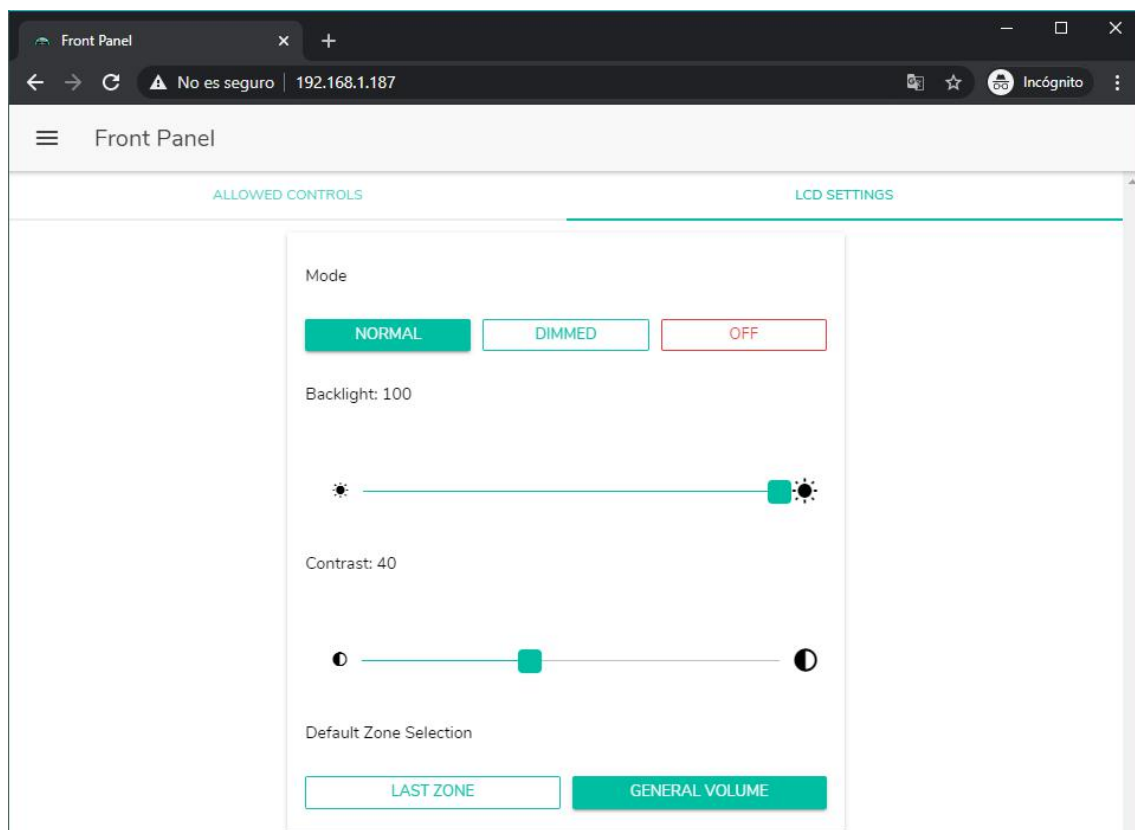 Front Panel
No es seguro | 192.168.1.187
Incógnito
Front Panel
ALLOWED CONTROLS LCD SETTINGS
Mode
NORMAL DIMMED OFF
Backlight: 100
Contrast: 40
Default Zone Selection
LAST ZONE GENERAL VOLUME